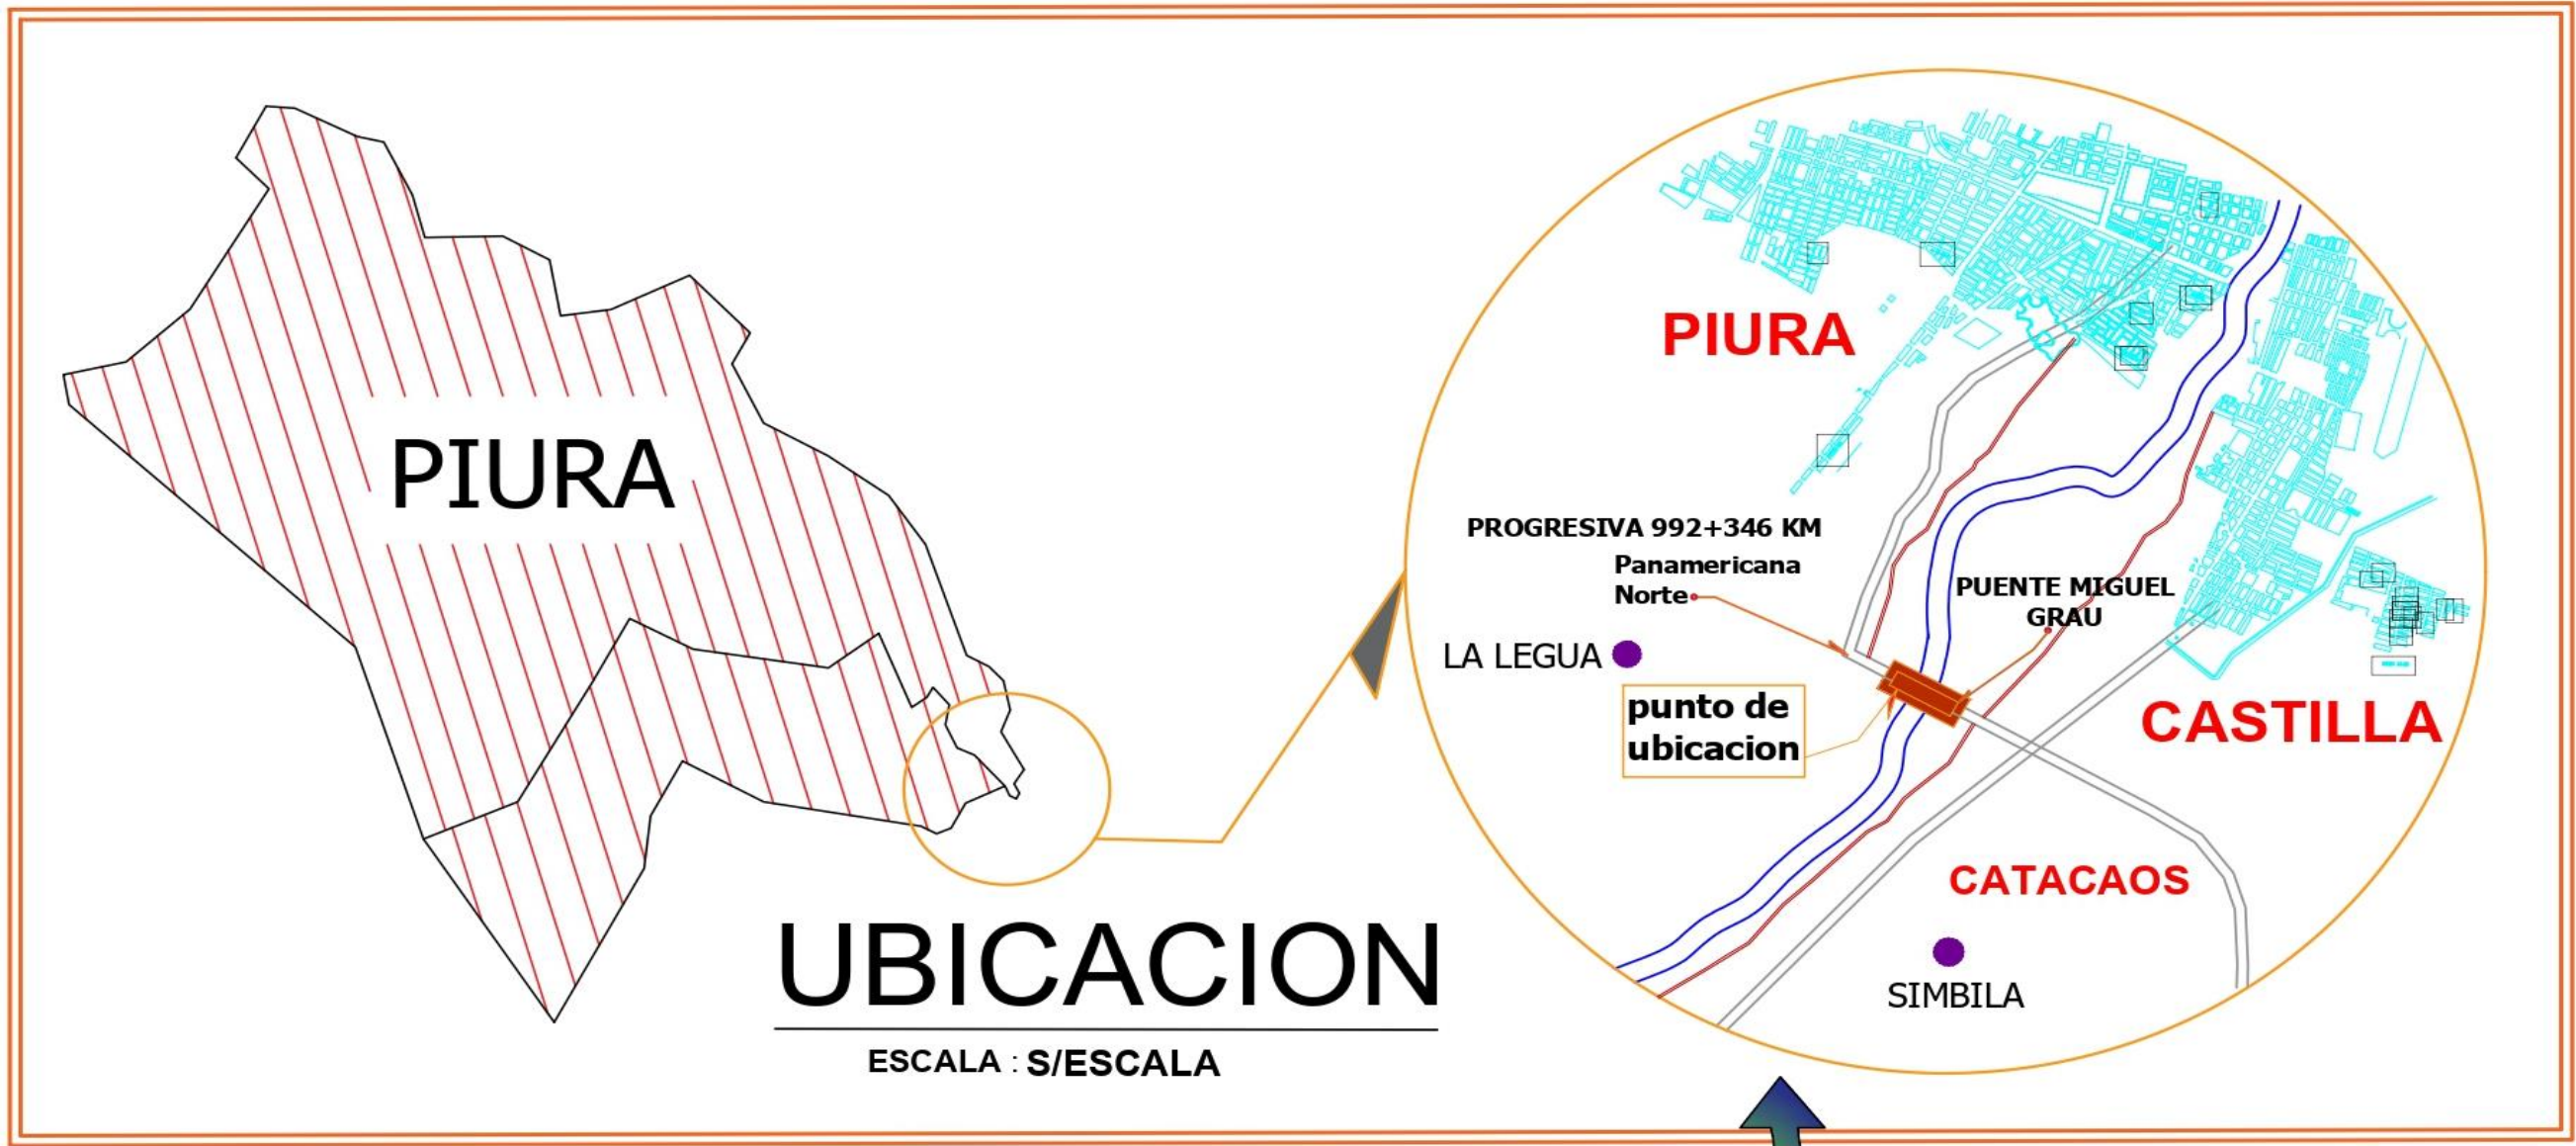 PIURA
UBICACION
ESCALA : S/ESCALA
PIURA
PROGRESIVA 992+346 KM
Panamericana
Norte
PUENTE MIGUEL
GRAU
LA LEGUA
punto de
ubicacion
CASTILLA
CATACAOS
SIMBILA